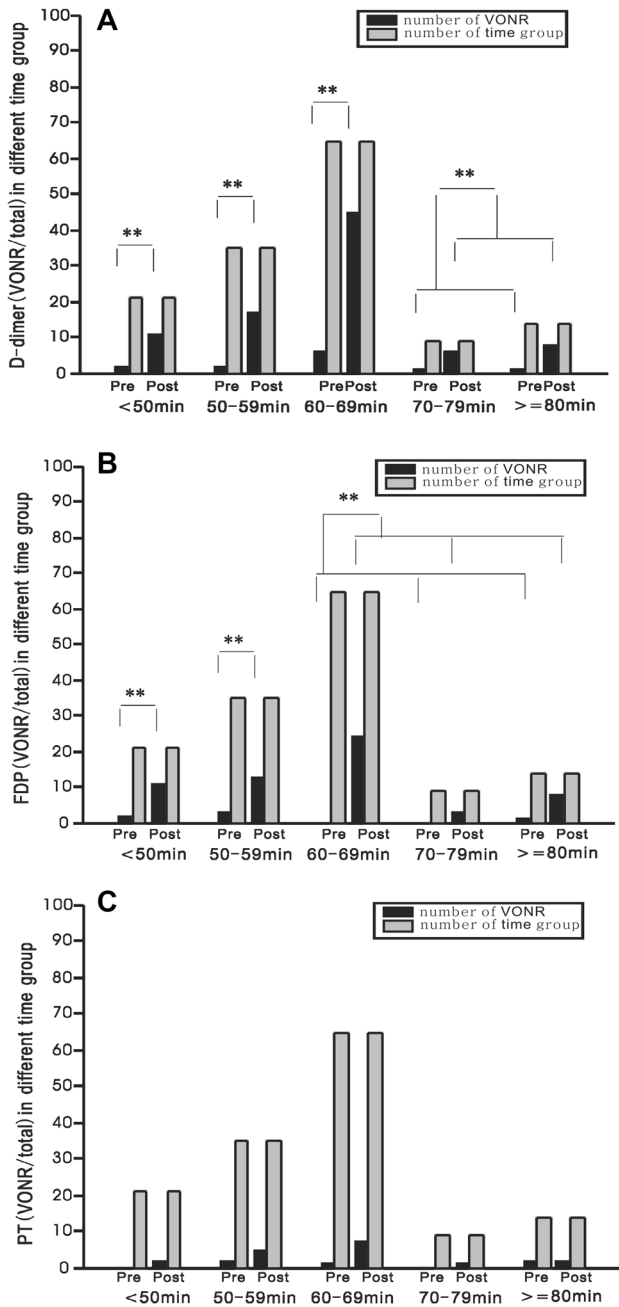 A
number of VONR
number of time group
D-dimer(VONR/total) in different time group
100
90
80
70
60
50
40
30
20
10
0
** ** ** **
Pre Post Pre Post PrePost Pre Post PrePost
<50min 50-59min 60-69min 70-79min >=80min
B
number of VONR
number of time group
FDP(VONR/total) in different time group
100
90
80
70
60
50
40
30
20
10
0
** ** **
Pre Post Pre Post Pre Post Pre Post Pre Post
<50min 50-59min 60-69min 70-79min >=80min
C
number of VONR
number of time group
PT(VONR/total) in different time group
100
90
80
70
60
50
40
30
20
10
0
Pre Post Pre Post Pre Post Pre Post Pre Post
<50min 50-59min 60-69min 70-79min >=80min